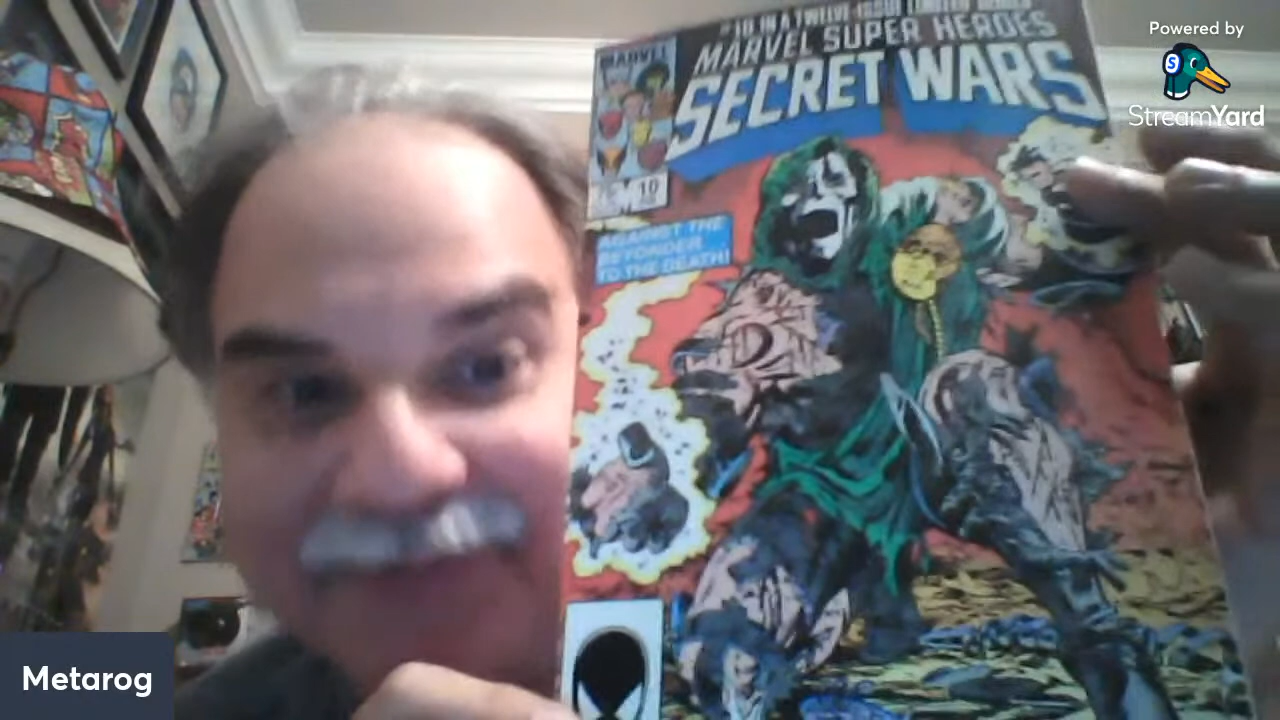 Powered by
StreamYard
#10 IN A TWELVE-ISSUE LIMITED SERIES
MARVEL
MARVEL SUPER HEROES
SECRET WARS
10
AGAINST THE
BEYONDER
TO THE DEATH!
Metarog